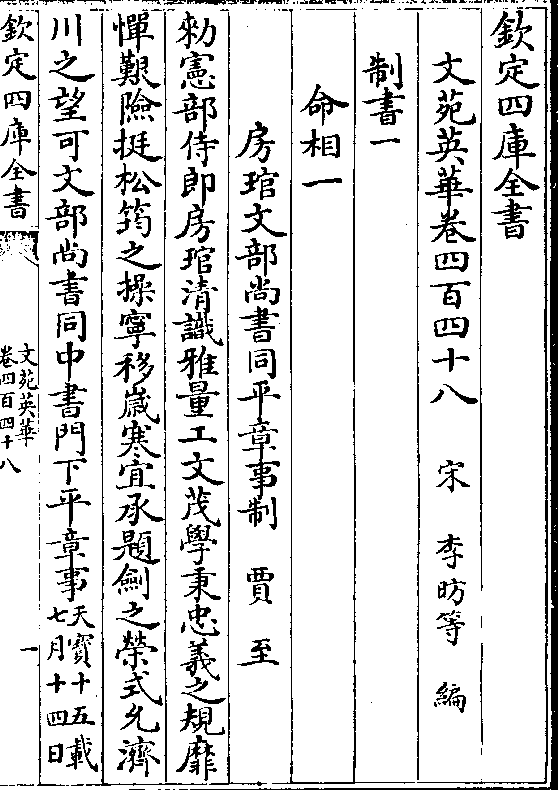 欽定四庫全書
文苑英華卷四百四十八 宋 李昉等 編
制書一
命相一
房琯文部尚書同平章事制 賈至
勑憲部侍郎房琯清識雅量工文茂學秉忠義之規靡
憚艱險挺松筠之操寧移嵗寒宜承題劍之榮式允濟
川之望可文部尚書同中書門下平章事天寳十五載
七月十四日
欽定四庫全書
文苑英華
卷四百四十八
一